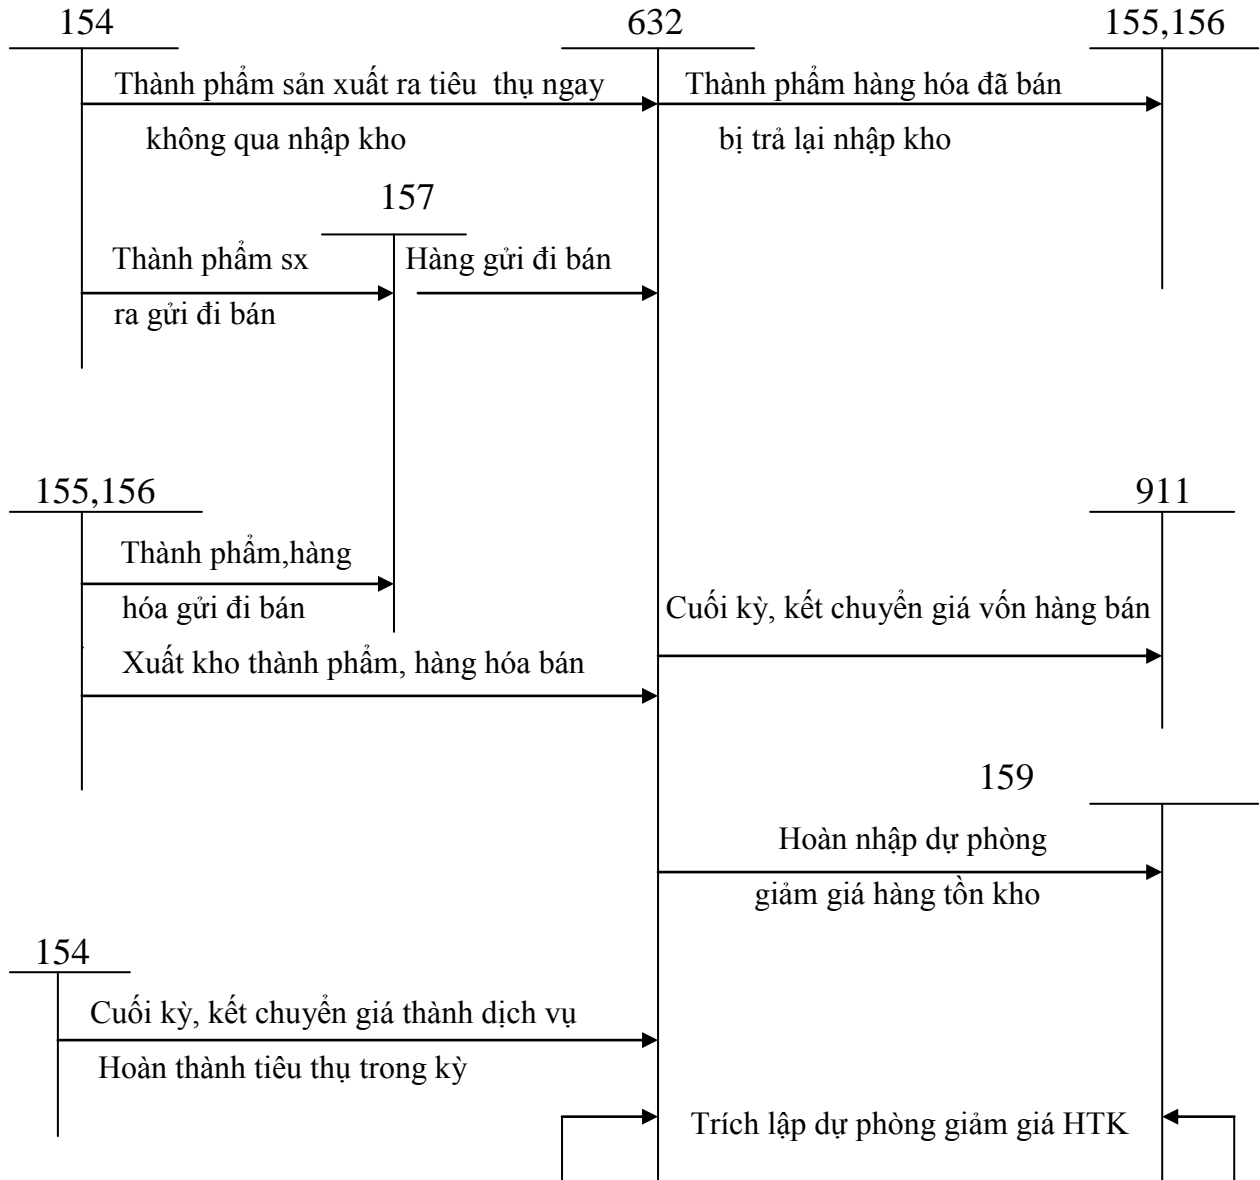 154
632
155,156
Thành phẩm sản xuất ra tiêu thụ ngay
Thành phẩm hàng hóa đã bán
không qua nhập kho
bị trả lại nhập kho
157
Thành phẩm sx
Hàng gửi đi bán
ra gửi đi bán
155,156
911
Thành phẩm,hàng
hóa gửi đi bán
Cuối kỳ, kết chuyển giá vốn hàng bán
Xuất kho thành phẩm, hàng hóa bán
159
Hoàn nhập dự phòng
giảm giá hàng tồn kho
154
Cuối kỳ, kết chuyển giá thành dịch vụ
Hoàn thành tiêu thụ trong kỳ
Trích lập dự phòng giảm giá HTK